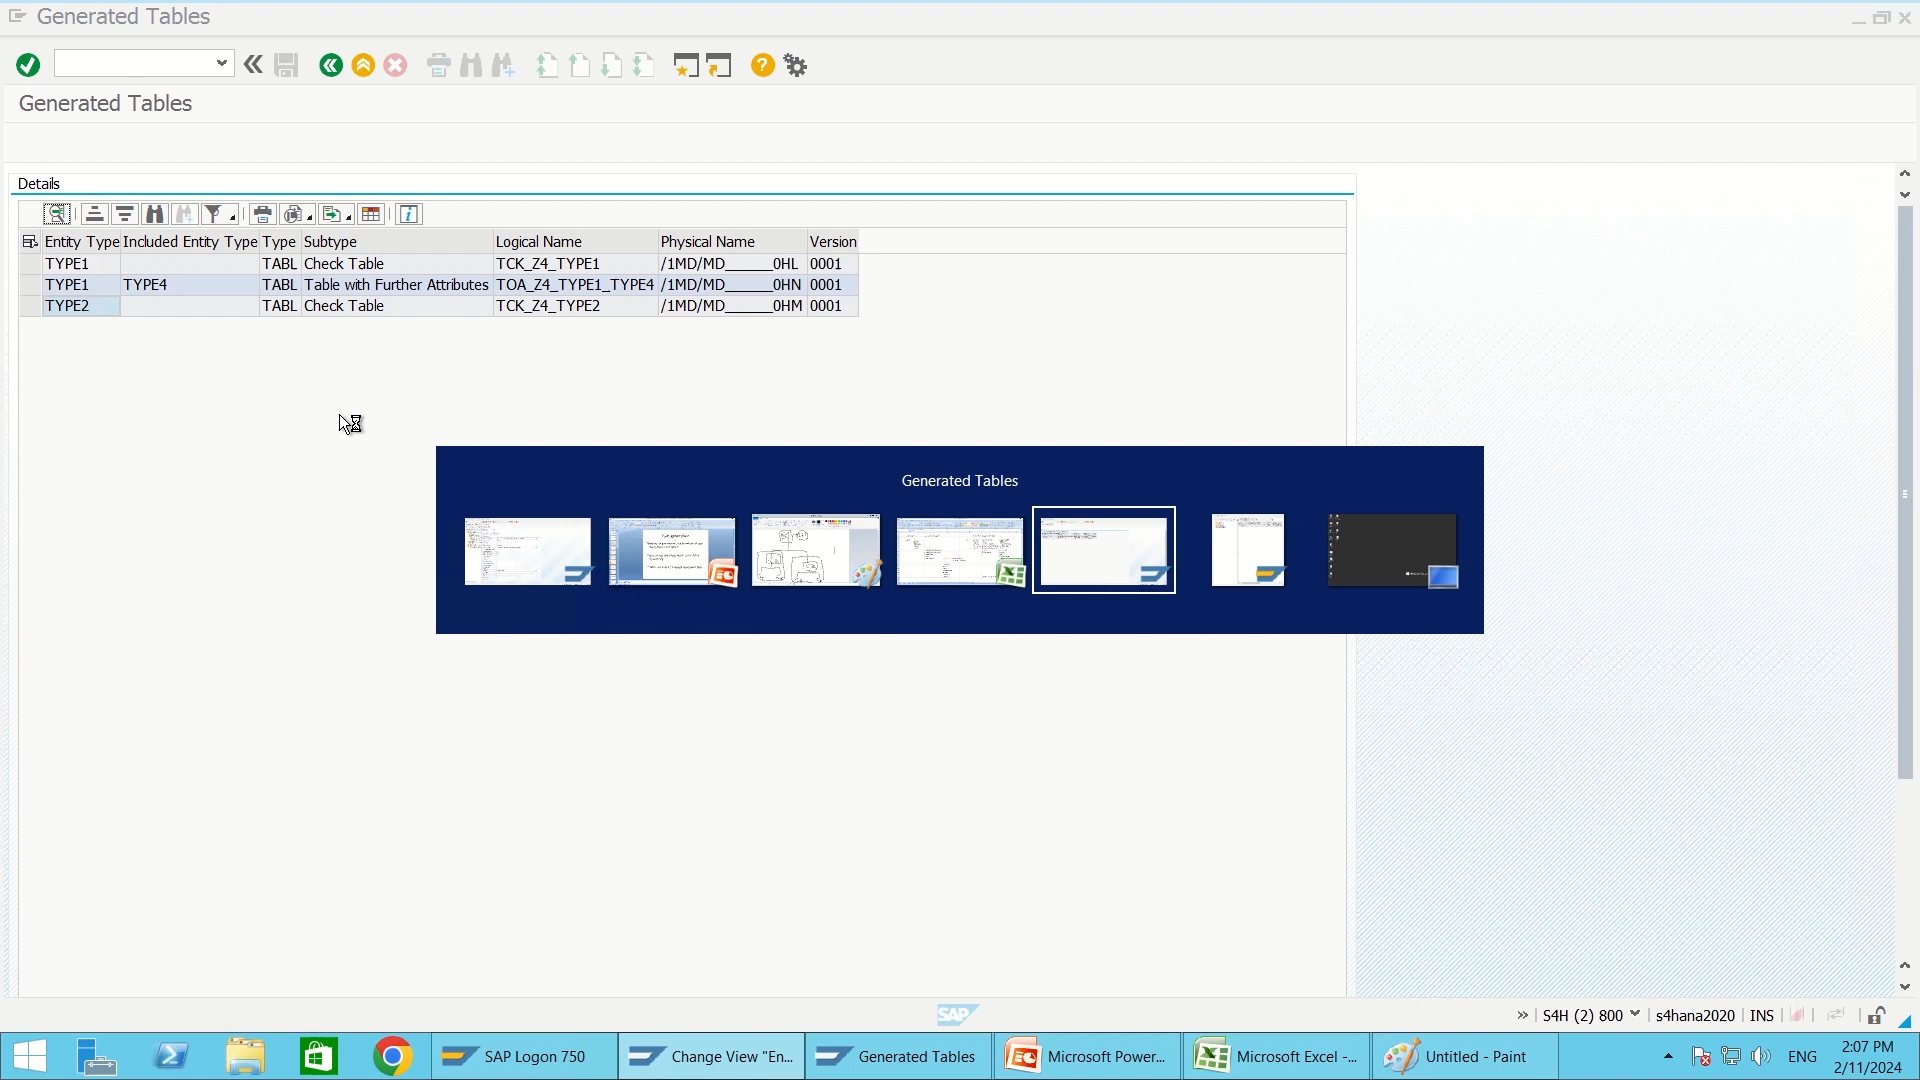 Generated Tables
Generated Tables
Details
Entity Type Included Entity Type Type Subtype Logical Name Physical Name Version
TYPE1 TABL Check Table TCK_Z4_TYPE1 /1MD/MD______0HL 0001
TYPE1 TYPE4 TABL Table with Further Attributes TOA_Z4_TYPE1_TYPE4 /1MD/MD______0HN 0001
TYPE2 TABL Check Table TCK_Z4_TYPE2 /1MD/MD______0HM 0001
Generated Tables
SAP
S4H (2) 800 s4hana2020 INS
SAP Logon 750
Change View "En...
Generated Tables
Microsoft Power...
Microsoft Excel -...
Untitled - Paint
ENG
2:07 PM
2/11/2024